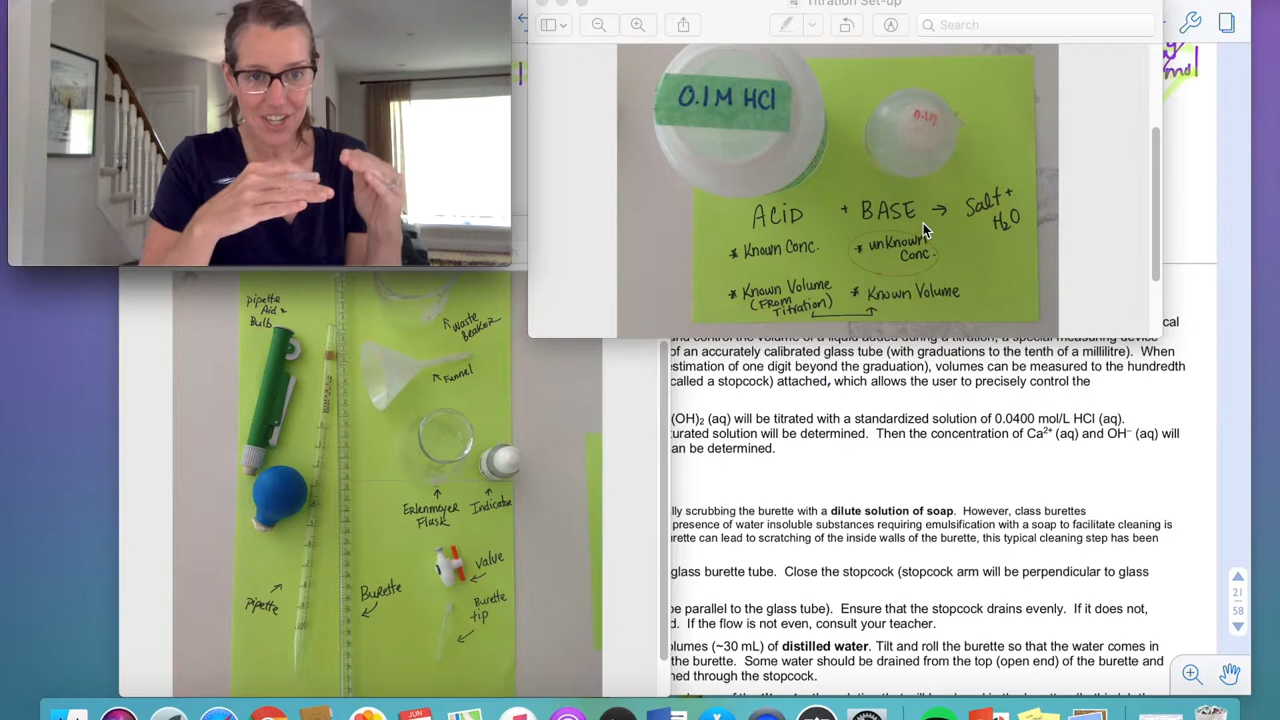 Titration Set-up
Search
0.1M HCl
ACID + BASE → Salt +
H₂O
* Known Conc. * unKnown
Conc.
* Known Volume * Known Volume
(From
Titration)
Pipette
Aid &
Bulb
Waste
Beaker
Funnel
Erlenmeyer
Flask
Indicator
Valve
Burette
tip
Burette
Pipette
of an accurately calibrated glass tube (with graduations to the tenth of a millilitre). When
estimation of one digit beyond the graduation), volumes can be measured to the hundredth
called a stopcock) attached, which allows the user to precisely control the
(OH)₂ (aq) will be titrated with a standardized solution of 0.0400 mol/L HCl (aq).
turated solution will be determined. Then the concentration of Ca²⁺ (aq) and OH⁻ (aq) will
an be determined.
lly scrubbing the burette with a dilute solution of soap. However, class burettes
presence of water insoluble substances requiring emulsification with a soap to facilitate cleaning is
urette can lead to scratching of the inside walls of the burette, this typical cleaning step has been
glass burette tube. Close the stopcock (stopcock arm will be perpendicular to glass
be parallel to the glass tube). Ensure that the stopcock drains evenly. If it does not,
d. If the flow is not even, consult your teacher.
olumes (~30 mL) of distilled water. Tilt and roll the burette so that the water comes in
the burette. Some water should be drained from the top (open end) of the burette and
ned through the stopcock.
21
58
JUN